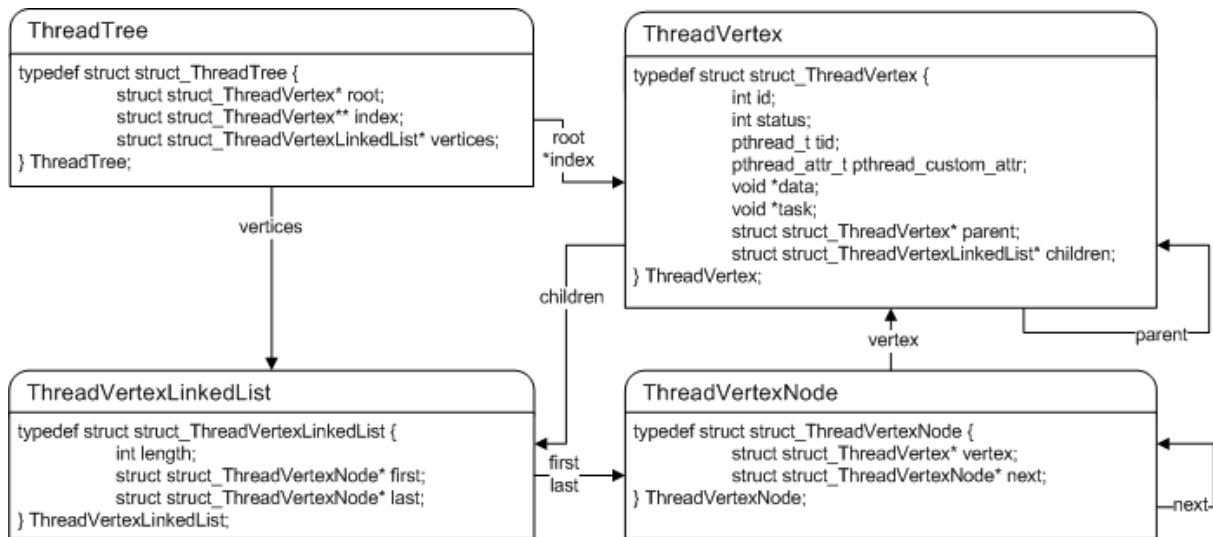 ThreadTree
typedef struct struct_ThreadTree {
struct struct_ThreadVertex* root;
struct struct_ThreadVertex** index;
struct struct_ThreadVertexLinkedList* vertices;
} ThreadTree;
root
*index
ThreadVertex
typedef struct struct_ThreadVertex {
int id;
int status;
pthread_t tid;
pthread_attr_t pthread_custom_attr;
void *data;
void *task;
struct struct_ThreadVertex* parent;
struct struct_ThreadVertexLinkedList* children;
} ThreadVertex;
vertices
children
vertex
parent
ThreadVertexLinkedList
typedef struct struct_ThreadVertexLinkedList {
int length;
struct struct_ThreadVertexNode* first;
struct struct_ThreadVertexNode* last;
} ThreadVertexLinkedList;
first
last
ThreadVertexNode
typedef struct struct_ThreadVertexNode {
struct struct_ThreadVertex* vertex;
struct struct_ThreadVertexNode* next;
} ThreadVertexNode;
next